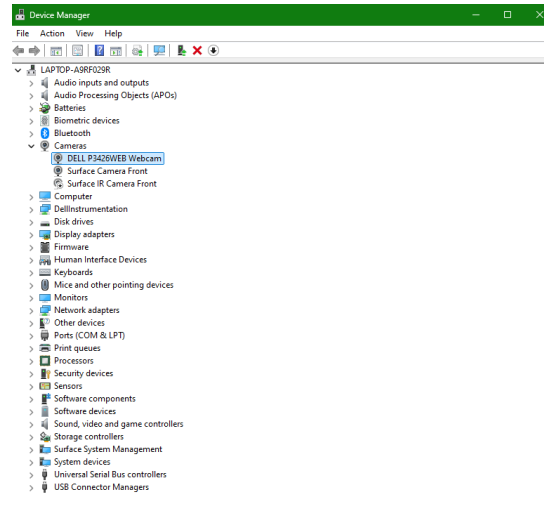 Device Manager
File Action View Help
LAPTOP-A9RF029R
Audio inputs and outputs
Audio Processing Objects (APOs)
Batteries
Biometric devices
Bluetooth
Cameras
DELL P3426WEB Webcam
Surface Camera Front
Surface IR Camera Front
Computer
DellInstrumentation
Disk drives
Display adapters
Firmware
Human Interface Devices
Keyboards
Mice and other pointing devices
Monitors
Network adapters
Other devices
Ports (COM & LPT)
Print queues
Processors
Security devices
Sensors
Software components
Software devices
Sound, video and game controllers
Storage controllers
Surface System Management
System devices
Universal Serial Bus controllers
USB Connector Managers